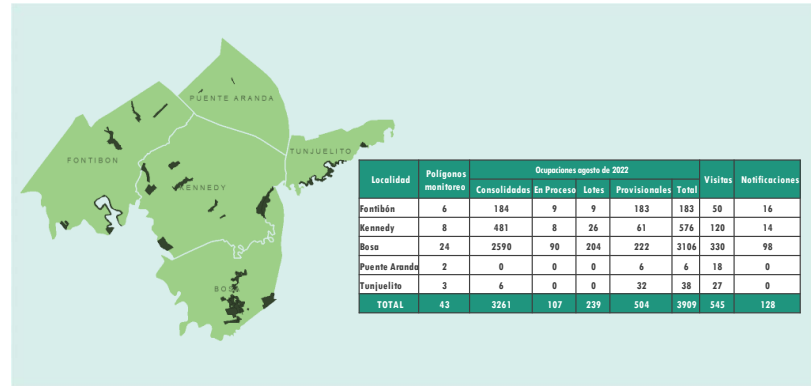 PUENTE ARANDA
TUNJUELITO
FONTIBON
KENNEDY
BOSA
Localidad Polígonos monitoreo Ocupaciones agosto de 2022 Visitas Notificaciones
Consolidadas En Proceso Lotes Provisionales Total
Fontibón 6 184 9 9 183 183 50 16
Kennedy 8 481 8 26 61 576 120 14
Bosa 24 2590 90 204 222 3106 330 98
Puente Aranda 2 0 0 0 6 6 18 0
Tunjuelito 3 6 0 0 32 38 27 0
TOTAL 43 3261 107 239 504 3909 545 128